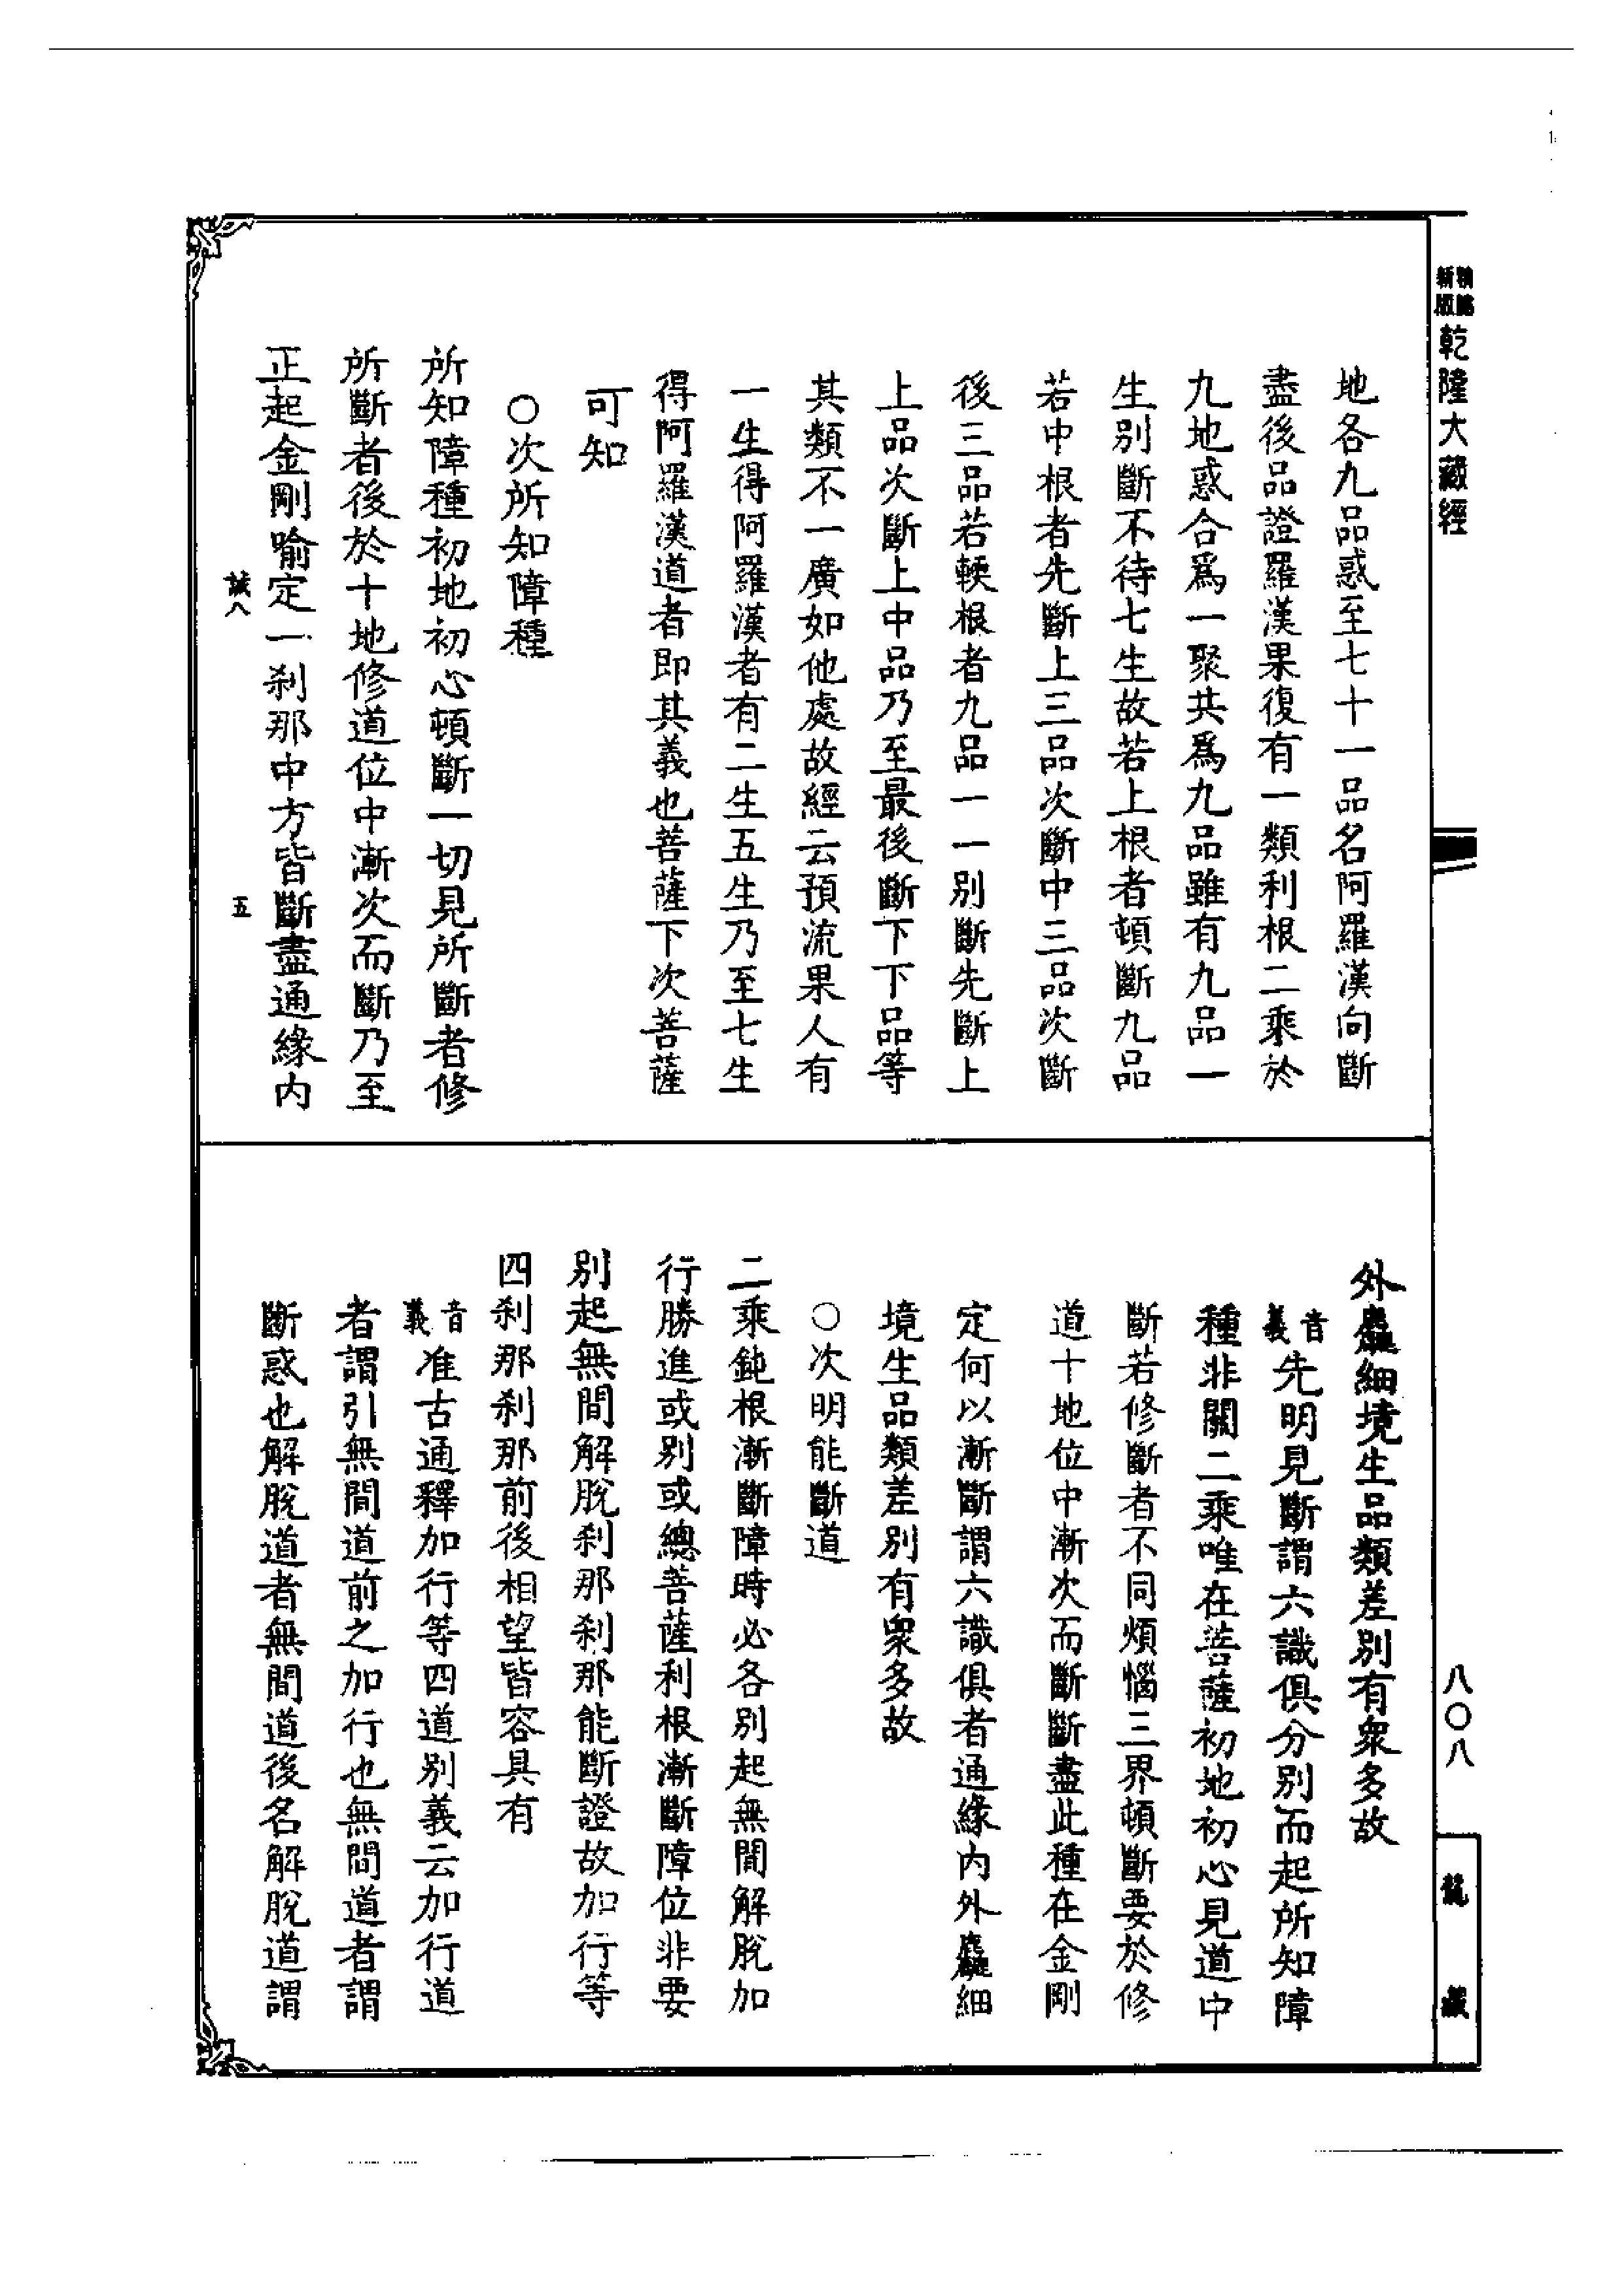 新版 精縮 乾隆大藏經
地各九品惑至七十一品名阿羅漢向斷
盡後品證羅漢果復有一類利根二乘於
九地惑合爲一聚共爲九品雖有九品一
生別斷不待七生故若上根者頓斷九品
若中根者先斷上三品次斷中三品次斷
後三品若輭根者九品一一別斷先斷上
上品次斷上中品乃至最後斷下下品等
其類不一廣如他處故經云預流果人有
一生得阿羅漢者有二生五生乃至七生
得阿羅漢道者即其義也菩薩下次菩薩
可知
○次所知障種
所知障種初地初心頓斷一切見所斷者修
所斷者後於十地修道位中漸次而斷乃至
正起金剛喻定一剎那中方皆斷盡通緣內
誠八 五
外麤細境生品類差別有衆多故
音義先明見斷謂六識俱分別而起所知障
種非關二乘唯在菩薩初地初心見道中
斷若修斷者不同煩惱三界頓斷要於修
道十地位中漸次而斷斷盡此種在金剛
定何以漸斷謂六識俱者通緣內外麤細
境生品類差別有衆多故
○次明能斷道
二乘鈍根漸斷障時必各別起無間解脫加
行勝進或別或總菩薩利根漸斷障位非要
別起無間解脫剎那剎那能斷證故加行等
四剎那剎那前後相望皆容具有
音義准古通釋加行等四道別義云加行道
者謂引無間道前之加行也無間道者謂
斷惑也解脫道者無間道後名解脫道謂
八〇八
龍藏